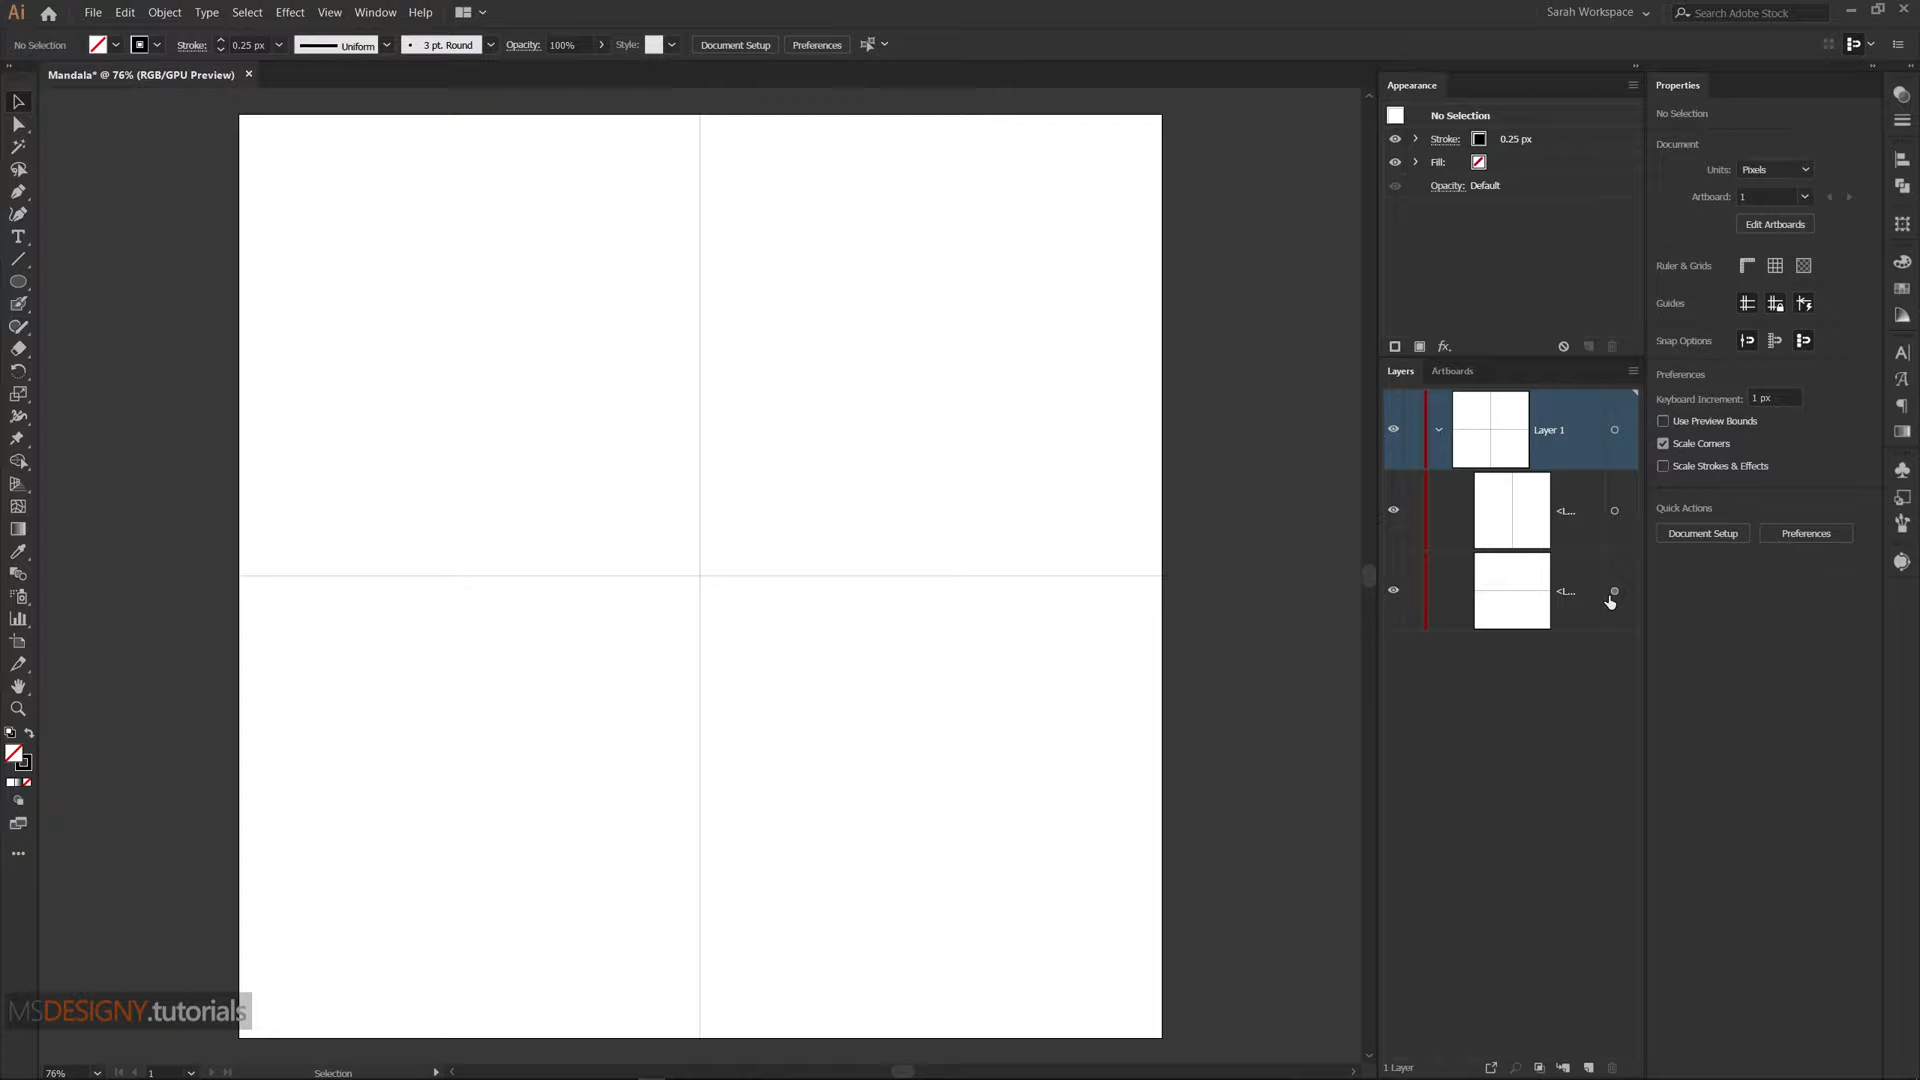 Ai File Edit Object Type Select Effect View Window Help Sarah Workspace Search Adobe Stock
No Selection Stroke: 0.25 px Uniform 3 pt. Round Opacity: 100% Style: Document Setup Preferences
Mandala* @ 76% (RGB/GPU Preview)
Appearance
No Selection
Stroke: 0.25 px
Fill:
Opacity: Default
fx.
Layers Artboards
Layer 1
<L...
<L...
1 Layer
Properties
No Selection
Document
Units: Pixels
Artboard: 1
Edit Artboards
Ruler & Grids
Guides
Snap Options
Preferences
Keyboard Increment: 1 px
Use Preview Bounds
Scale Corners
Scale Strokes & Effects
Quick Actions
Document Setup Preferences
MSDESIGNY.tutorials
76% 1 Selection